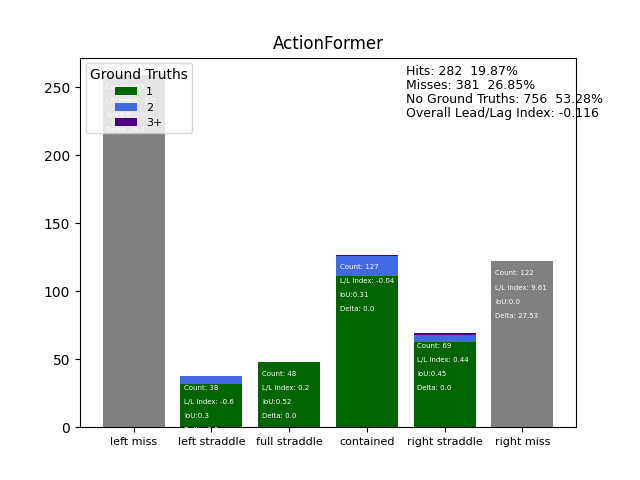 ActionFormer
Ground Truths
1
2
3+
Hits: 282  19.87%
Misses: 381  26.85%
No Ground Truths: 756  53.28%
Overall Lead/Lag Index: -0.116
250
200
150
100
50
0
Count: 38
L/L Index: -0.6
IoU:0.3
Count: 48
L/L Index: 0.2
IoU:0.52
Delta: 0.0
Count: 127
L/L Index: -0.04
IoU:0.31
Delta: 0.0
Count: 69
L/L Index: 0.44
IoU:0.45
Delta: 0.0
Count: 122
L/L Index: 9.61
IoU:0.0
Delta: 27.53
left miss
left straddle
full straddle
contained
right straddle
right miss